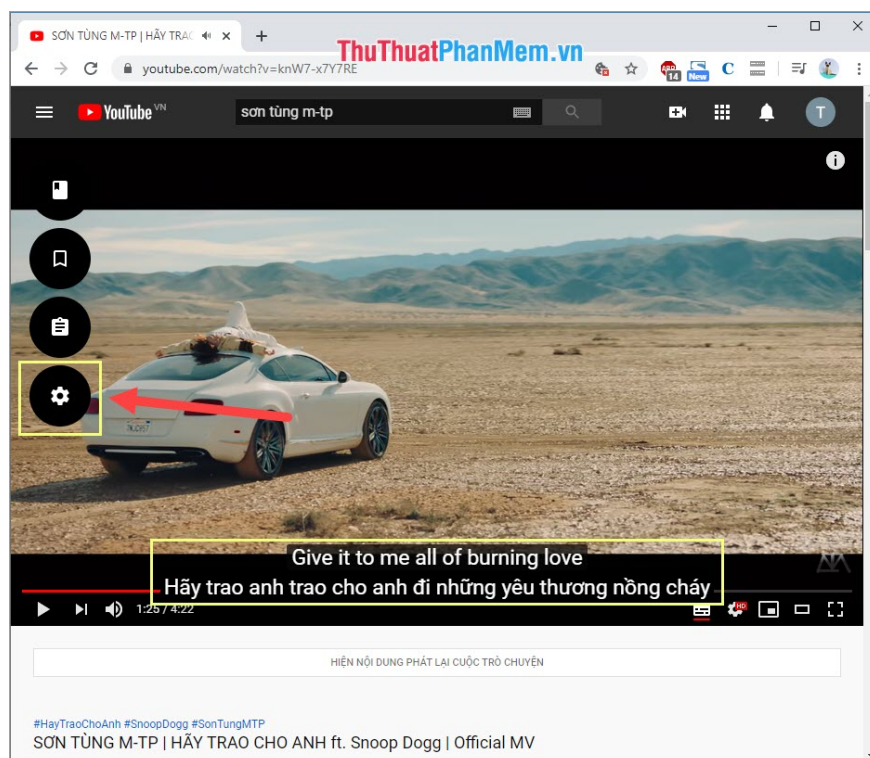 SƠN TÙNG M-TP | HÃY TRAO
ThuThuatPhanMem.vn
youtube.com/watch?v=knW7-x7Y7RE
14
New
C
YouTube VN
sơn tùng m-tp
T
Give it to me all of burning love
Hãy trao anh trao cho anh đi những yêu thương nồng cháy
1:25 / 4:22
HD
HIỆN NỘI DUNG PHÁT LẠI CUỘC TRÒ CHUYỆN
#HayTraoChoAnh #SnoopDogg #SonTungMTP
SƠN TÙNG M-TP | HÃY TRAO CHO ANH ft. Snoop Dogg | Official MV